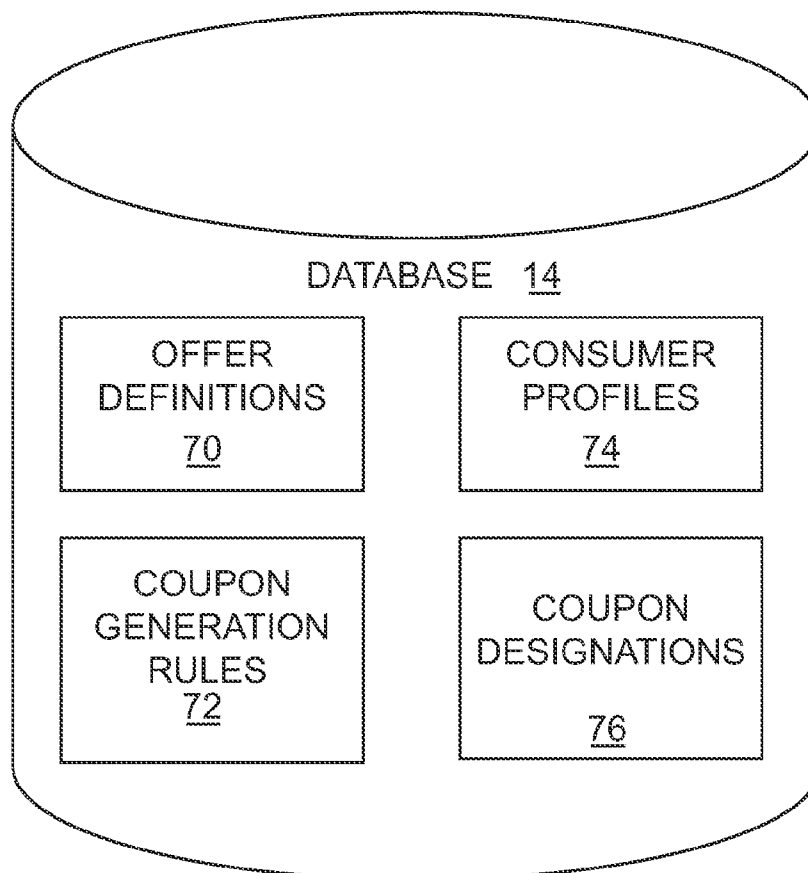 DATABASE 14
OFFER
DEFINITIONS
70
CONSUMER
PROFILES
74
COUPON
GENERATION
RULES
72
COUPON
DESIGNATIONS
76